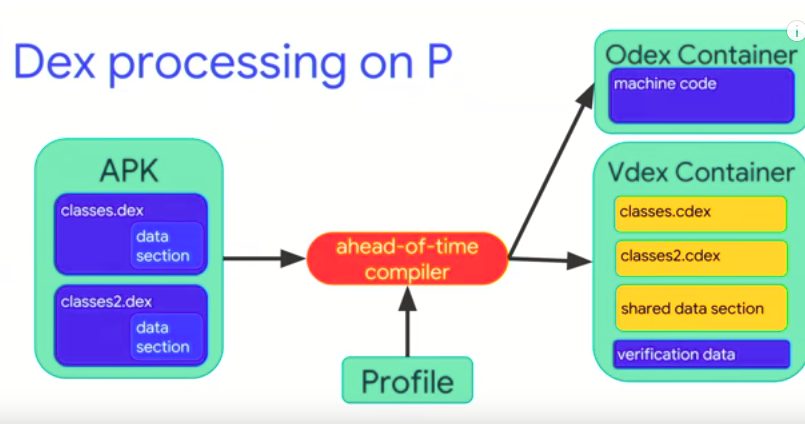 Dex processing on P
APK
classes.dex
data
section
classes2.dex
data
section
ahead-of-time
compiler
Profile
Odex Container
machine code
Vdex Container
classes.cdex
classes2.cdex
shared data section
verification data